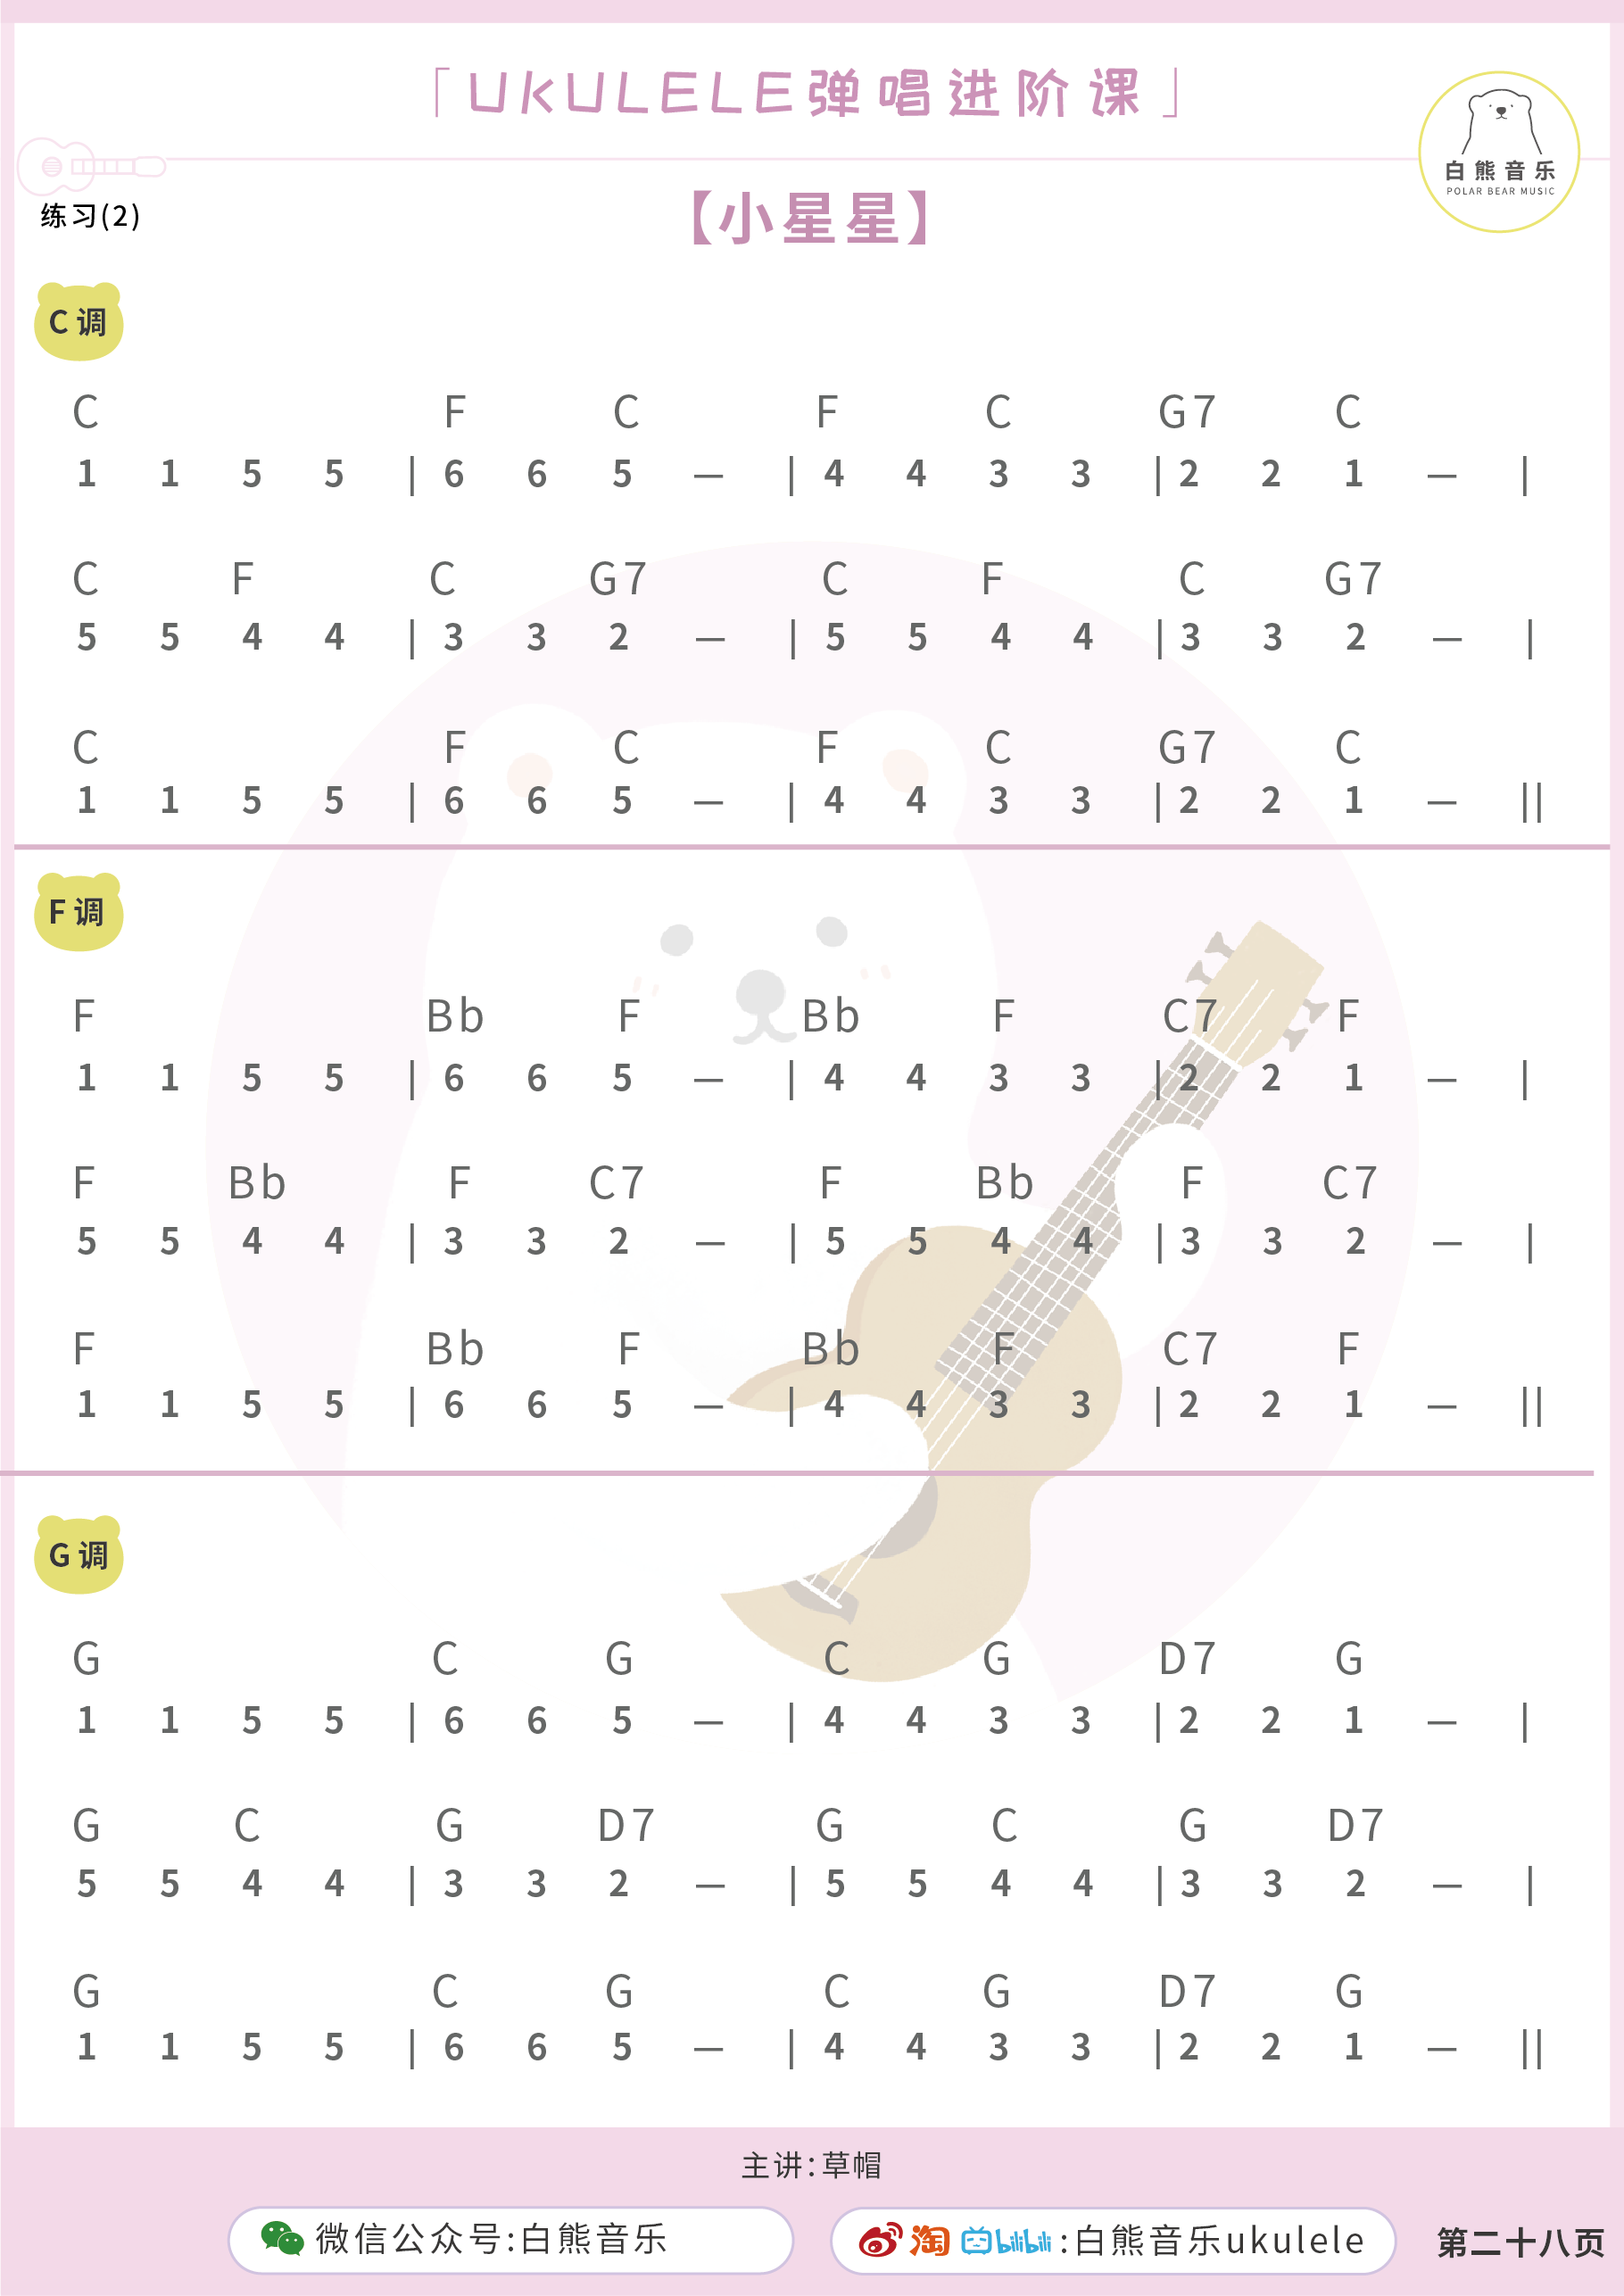 「UKULELE弹唱进阶课」
白熊音乐
POLAR BEAR MUSIC
练习(2)
【小星星】
C 调
C F C F C G7 C
1 1 5 5 | 6 6 5 — | 4 4 3 3 | 2 2 1 — |
C F C G7 C F C G7
5 5 4 4 | 3 3 2 — | 5 5 4 4 | 3 3 2 — |
C F C F C G7 C
1 1 5 5 | 6 6 5 — | 4 4 3 3 | 2 2 1 — ||
F 调
F Bb F Bb F C7 F
1 1 5 5 | 6 6 5 — | 4 4 3 3 | 2 2 1 — |
F Bb F C7 F Bb F C7
5 5 4 4 | 3 3 2 — | 5 5 4 4 | 3 3 2 — |
F Bb F Bb F C7 F
1 1 5 5 | 6 6 5 — | 4 4 3 3 | 2 2 1 — ||
G 调
G C G C G D7 G
1 1 5 5 | 6 6 5 — | 4 4 3 3 | 2 2 1 — |
G C G D7 G C G D7
5 5 4 4 | 3 3 2 — | 5 5 4 4 | 3 3 2 — |
G C G C G D7 G
1 1 5 5 | 6 6 5 — | 4 4 3 3 | 2 2 1 — ||
主讲:草帽
微信公众号:白熊音乐
淘 bilibili :白熊音乐ukulele
第二十八页